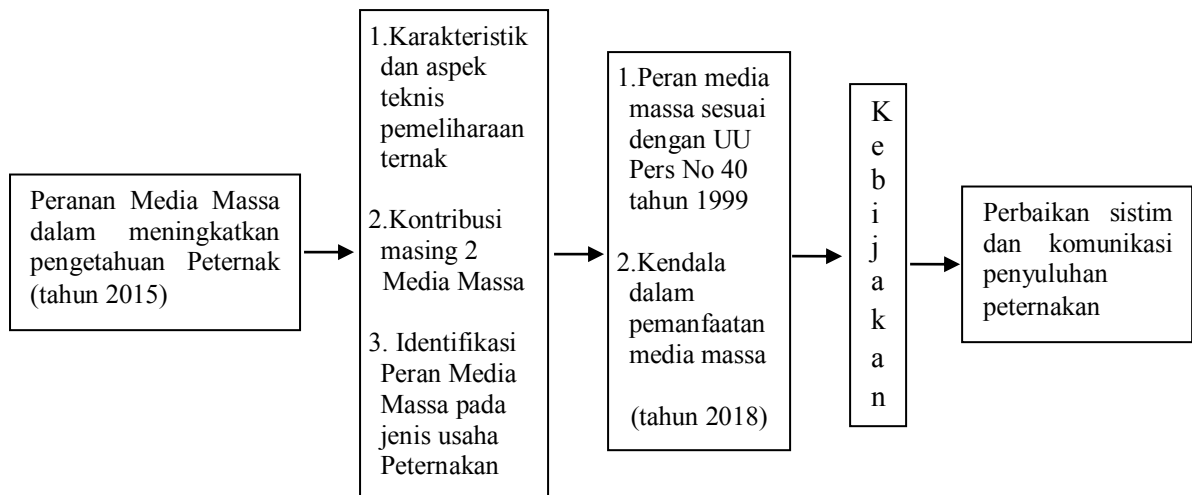 Peranan Media Massa
dalam meningkatkan
pengetahuan Peternak
(tahun 2015)
1.Karakteristik
dan aspek
teknis
pemeliharaan
ternak
2.Kontribusi
masing 2
Media Massa
3. Identifikasi
Peran Media
Massa pada
jenis usaha
Peternakan
1.Peran media
massa sesuai
dengan UU
Pers No 40
tahun 1999
2.Kendala
dalam
pemanfaatan
media massa
(tahun 2018)
K
e
b
i
j
a
k
a
n
Perbaikan sistim
dan komunikasi
penyuluhan
peternakan